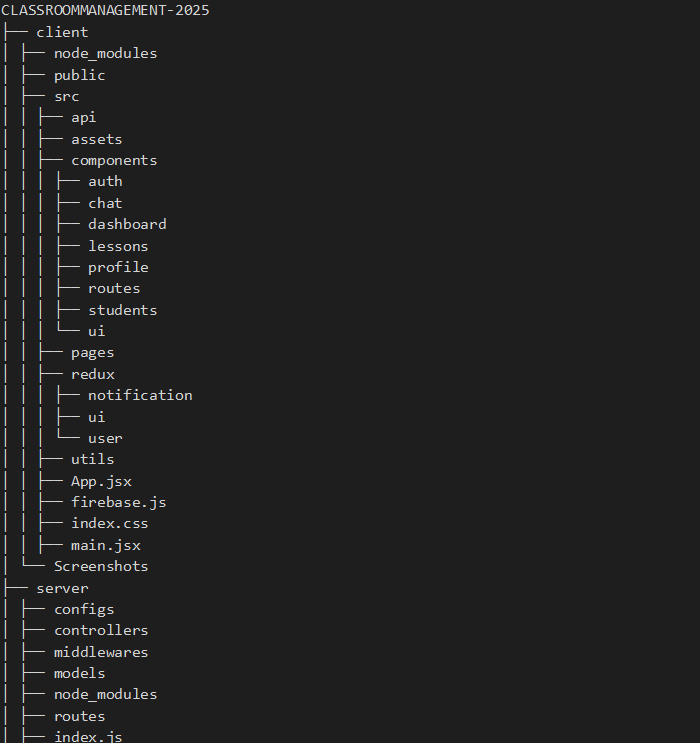 CLASSROOMMANAGEMENT-2025
├── client
│ ├── node_modules
│ ├── public
│ ├── src
│ │ ├── api
│ │ ├── assets
│ │ ├── components
│ │ │ ├── auth
│ │ │ ├── chat
│ │ │ ├── dashboard
│ │ │ ├── lessons
│ │ │ ├── profile
│ │ │ ├── routes
│ │ │ ├── students
│ │ │ └── ui
│ │ ├── pages
│ │ ├── redux
│ │ │ ├── notification
│ │ │ ├── ui
│ │ │ └── user
│ │ ├── utils
│ │ ├── App.jsx
│ │ ├── firebase.js
│ │ ├── index.css
│ │ ├── main.jsx
│ └── Screenshots
├── server
│ ├── configs
│ ├── controllers
│ ├── middlewares
│ ├── models
│ ├── node_modules
│ ├── routes
│ ├── index.js